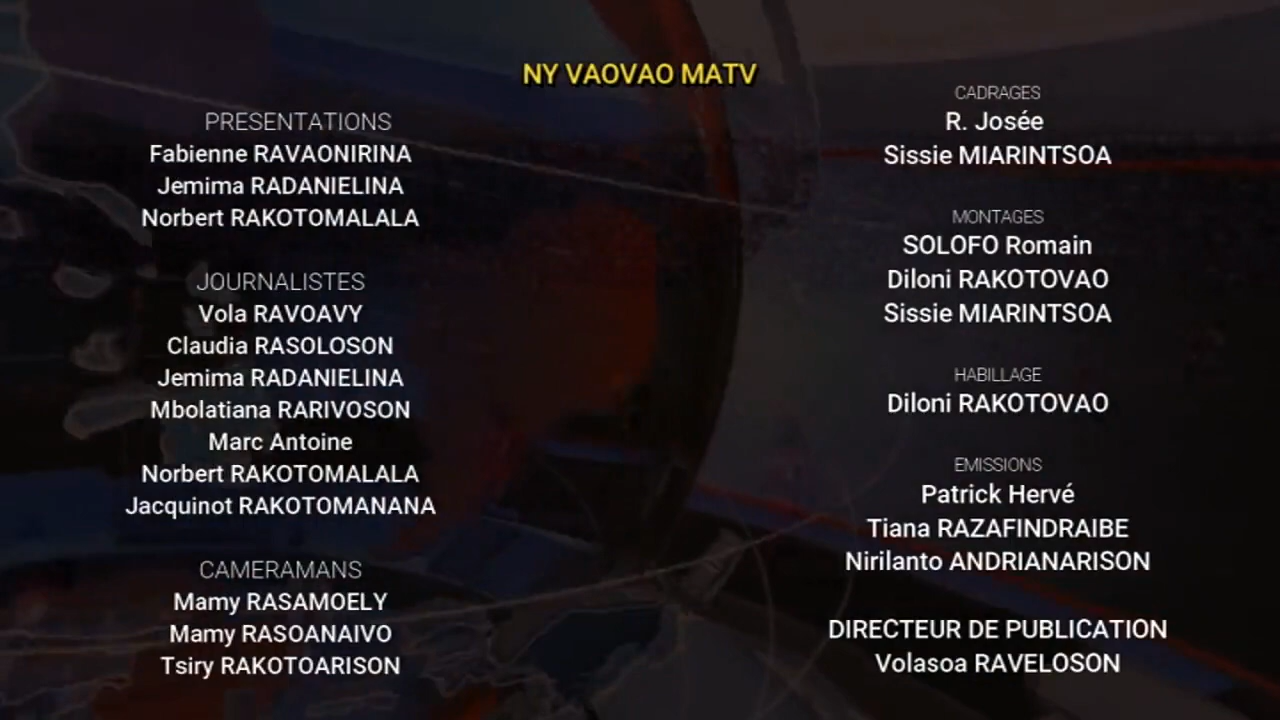 NY VAOVAO MATV
PRESENTATIONS
Fabienne RAVAONIRINA
Jemima RADANIELINA
Norbert RAKOTOMALALA
JOURNALISTES
Vola RAVOAVY
Claudia RASOLOSON
Jemima RADANIELINA
Mbolatiana RARIVOSON
Marc Antoine
Norbert RAKOTOMALALA
Jacquinot RAKOTOMANANA
CAMERAMANS
Mamy RASAMOELY
Mamy RASOANAIVO
Tsiry RAKOTOARISON
CADRAGES
R. Josée
Sissie MIARINTSOA
MONTAGES
SOLOFO Romain
Diloni RAKOTOVAO
Sissie MIARINTSOA
HABILLAGE
Diloni RAKOTOVAO
EMISSIONS
Patrick Hervé
Tiana RAZAFINDRAIBE
Nirilanto ANDRIANARISON
DIRECTEUR DE PUBLICATION
Volasoa RAVELOSON